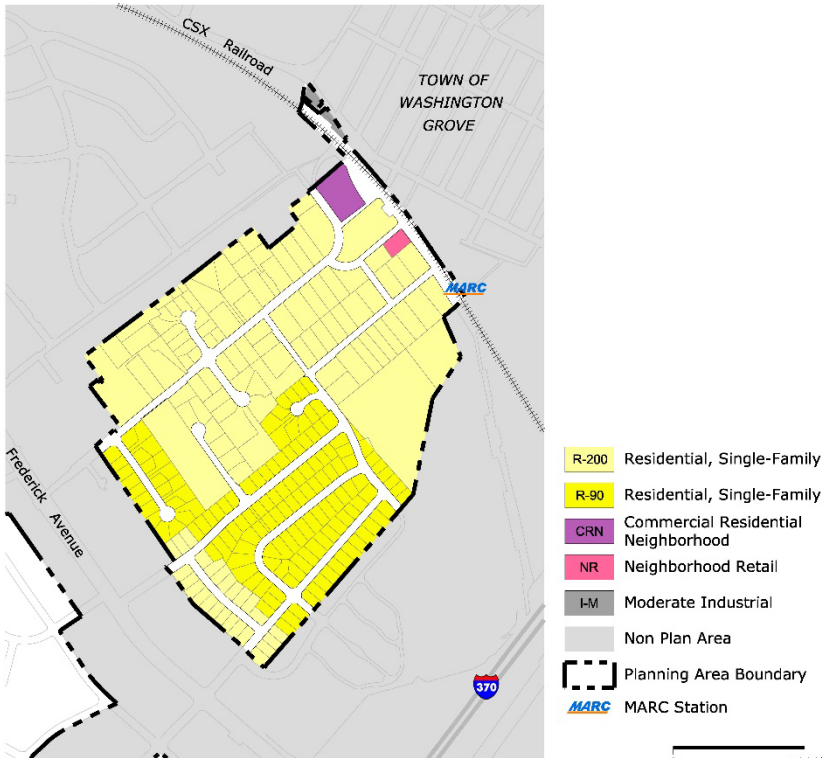 CSX Railroad
TOWN OF
WASHINGTON
GROVE
MARC
Frederick Avenue
370
R-200 Residential, Single-Family
R-90 Residential, Single-Family
CRN Commercial Residential
Neighborhood
NR Neighborhood Retail
I-M Moderate Industrial
Non Plan Area
Planning Area Boundary
MARC MARC Station